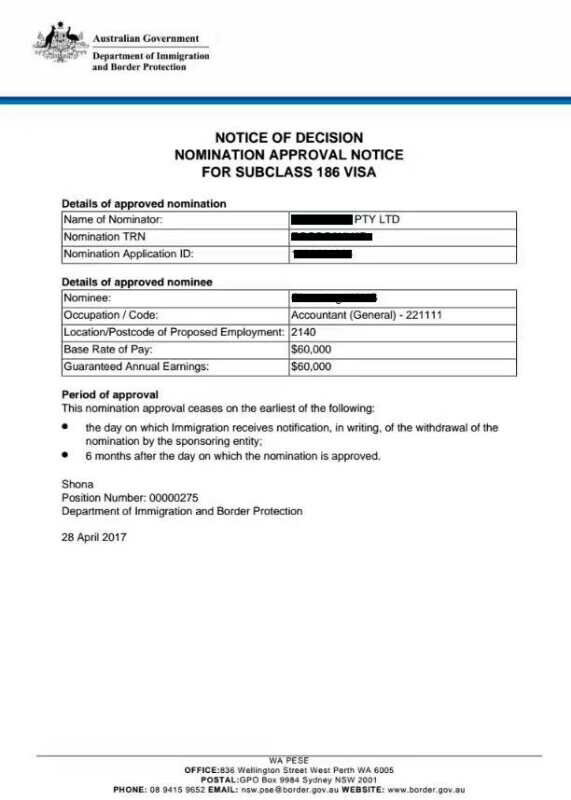 Australian Government
Department of Immigration
and Border Protection
NOTICE OF DECISION
NOMINATION APPROVAL NOTICE
FOR SUBCLASS 186 VISA
Details of approved nomination
Name of Nominator: PTY LTD
Nomination TRN
Nomination Application ID:
Details of approved nominee
Nominee:
Occupation / Code: Accountant (General) - 221111
Location/Postcode of Proposed Employment: 2140
Base Rate of Pay: $60,000
Guaranteed Annual Earnings: $60,000
Period of approval
This nomination approval ceases on the earliest of the following:
• the day on which Immigration receives notification, in writing, of the withdrawal of the
nomination by the sponsoring entity;
• 6 months after the day on which the nomination is approved.
Shona
Position Number: 00000275
Department of Immigration and Border Protection
28 April 2017
WA PESE
OFFICE:836 Wellington Street West Perth WA 6005
POSTAL:GPO Box 9984 Sydney NSW 2001
PHONE: 08 9415 9652 EMAIL: nsw.pse@border.gov.au WEBSITE: www.border.gov.au